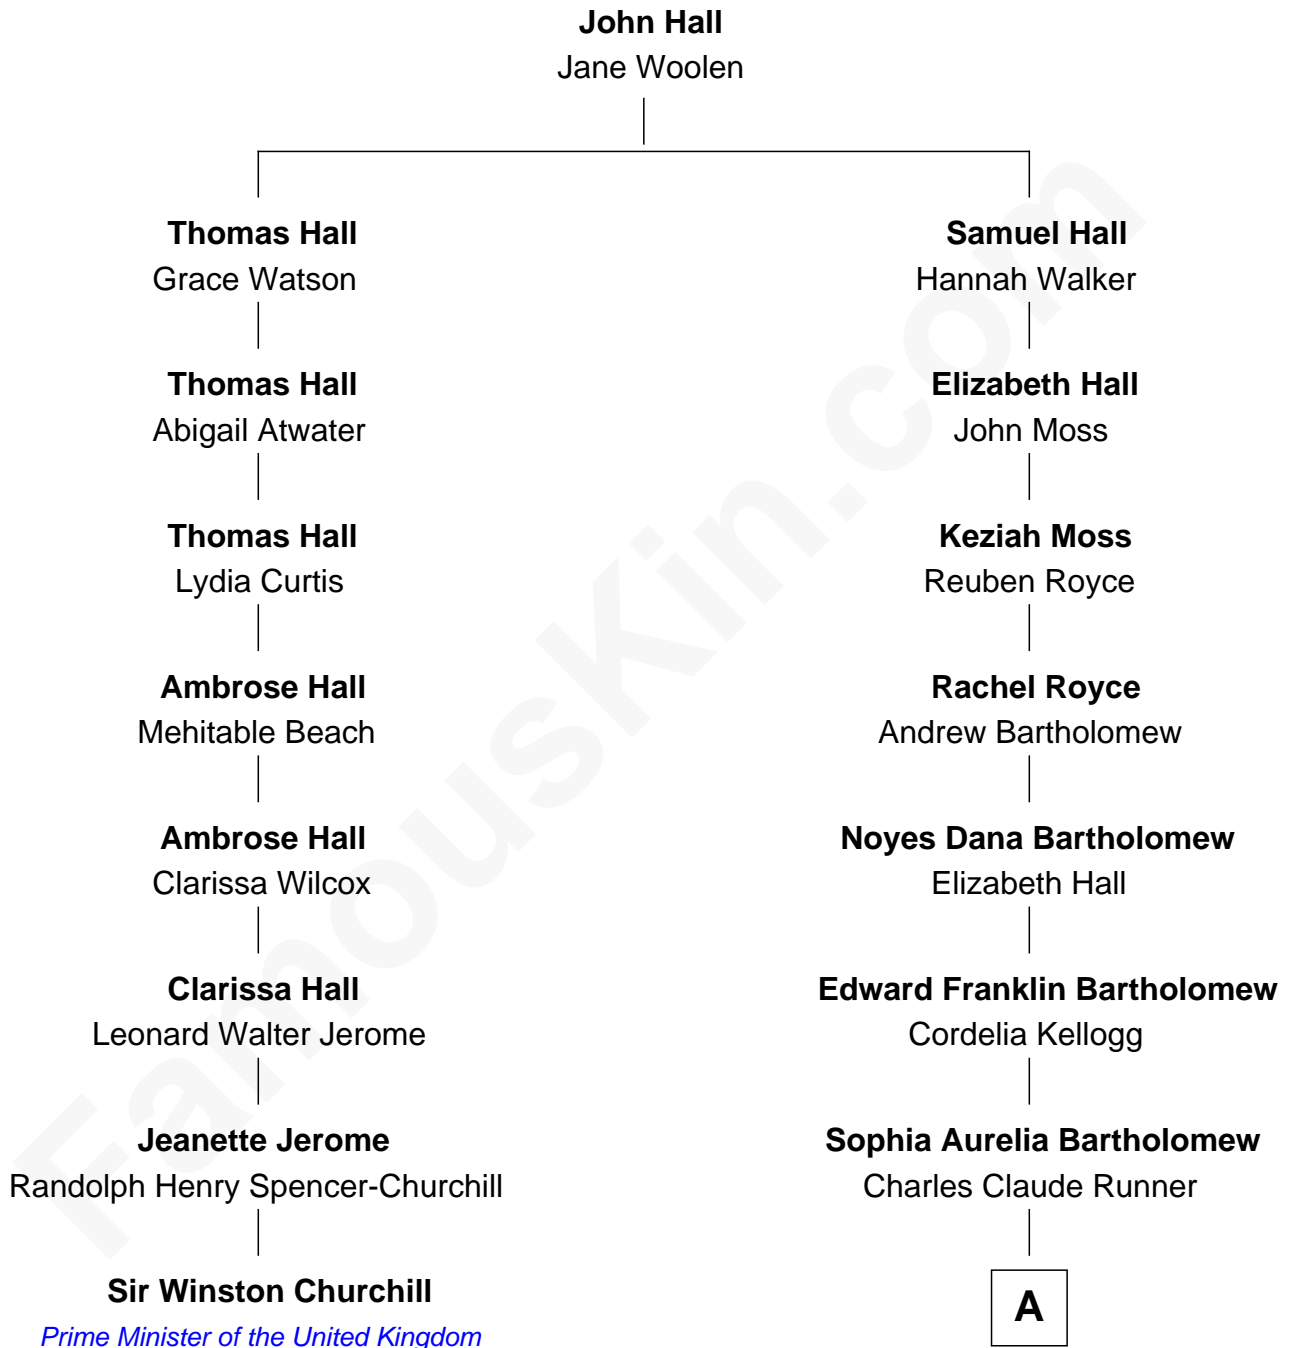 John Hall
Jane Woolen
Thomas Hall
Grace Watson
Samuel Hall
Hannah Walker
Thomas Hall
Abigail Atwater
Elizabeth Hall
John Moss
Thomas Hall
Lydia Curtis
Keziah Moss
Reuben Royce
Ambrose Hall
Mehitable Beach
Rachel Royce
Andrew Bartholomew
Ambrose Hall
Clarissa Wilcox
Noyes Dana Bartholomew
Elizabeth Hall
Clarissa Hall
Leonard Walter Jerome
Edward Franklin Bartholomew
Cordelia Kellogg
Jeanette Jerome
Randolph Henry Spencer-Churchill
Sophia Aurelia Bartholomew
Charles Claude Runner
Sir Winston Churchill
Prime Minister of the United Kingdom
A
FamousKin.com